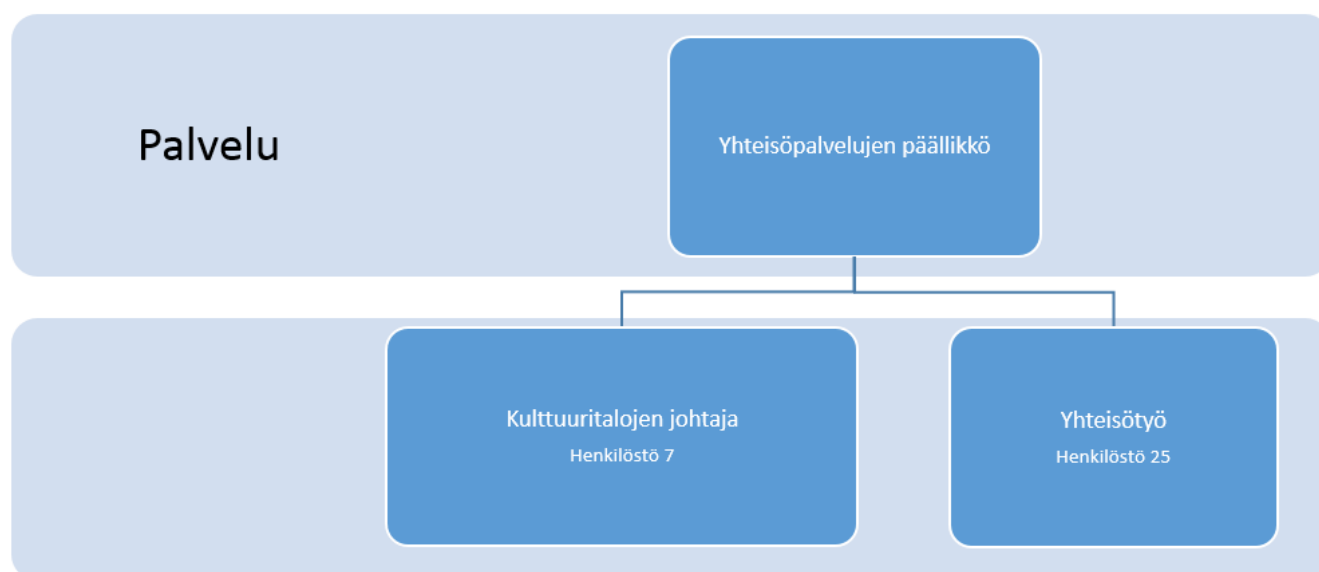 Palvelu
Yhteisöpalvelujen päällikkö
Kulttuuritalojen johtaja
Henkilöstö 7
Yhteisötyö
Henkilöstö 25